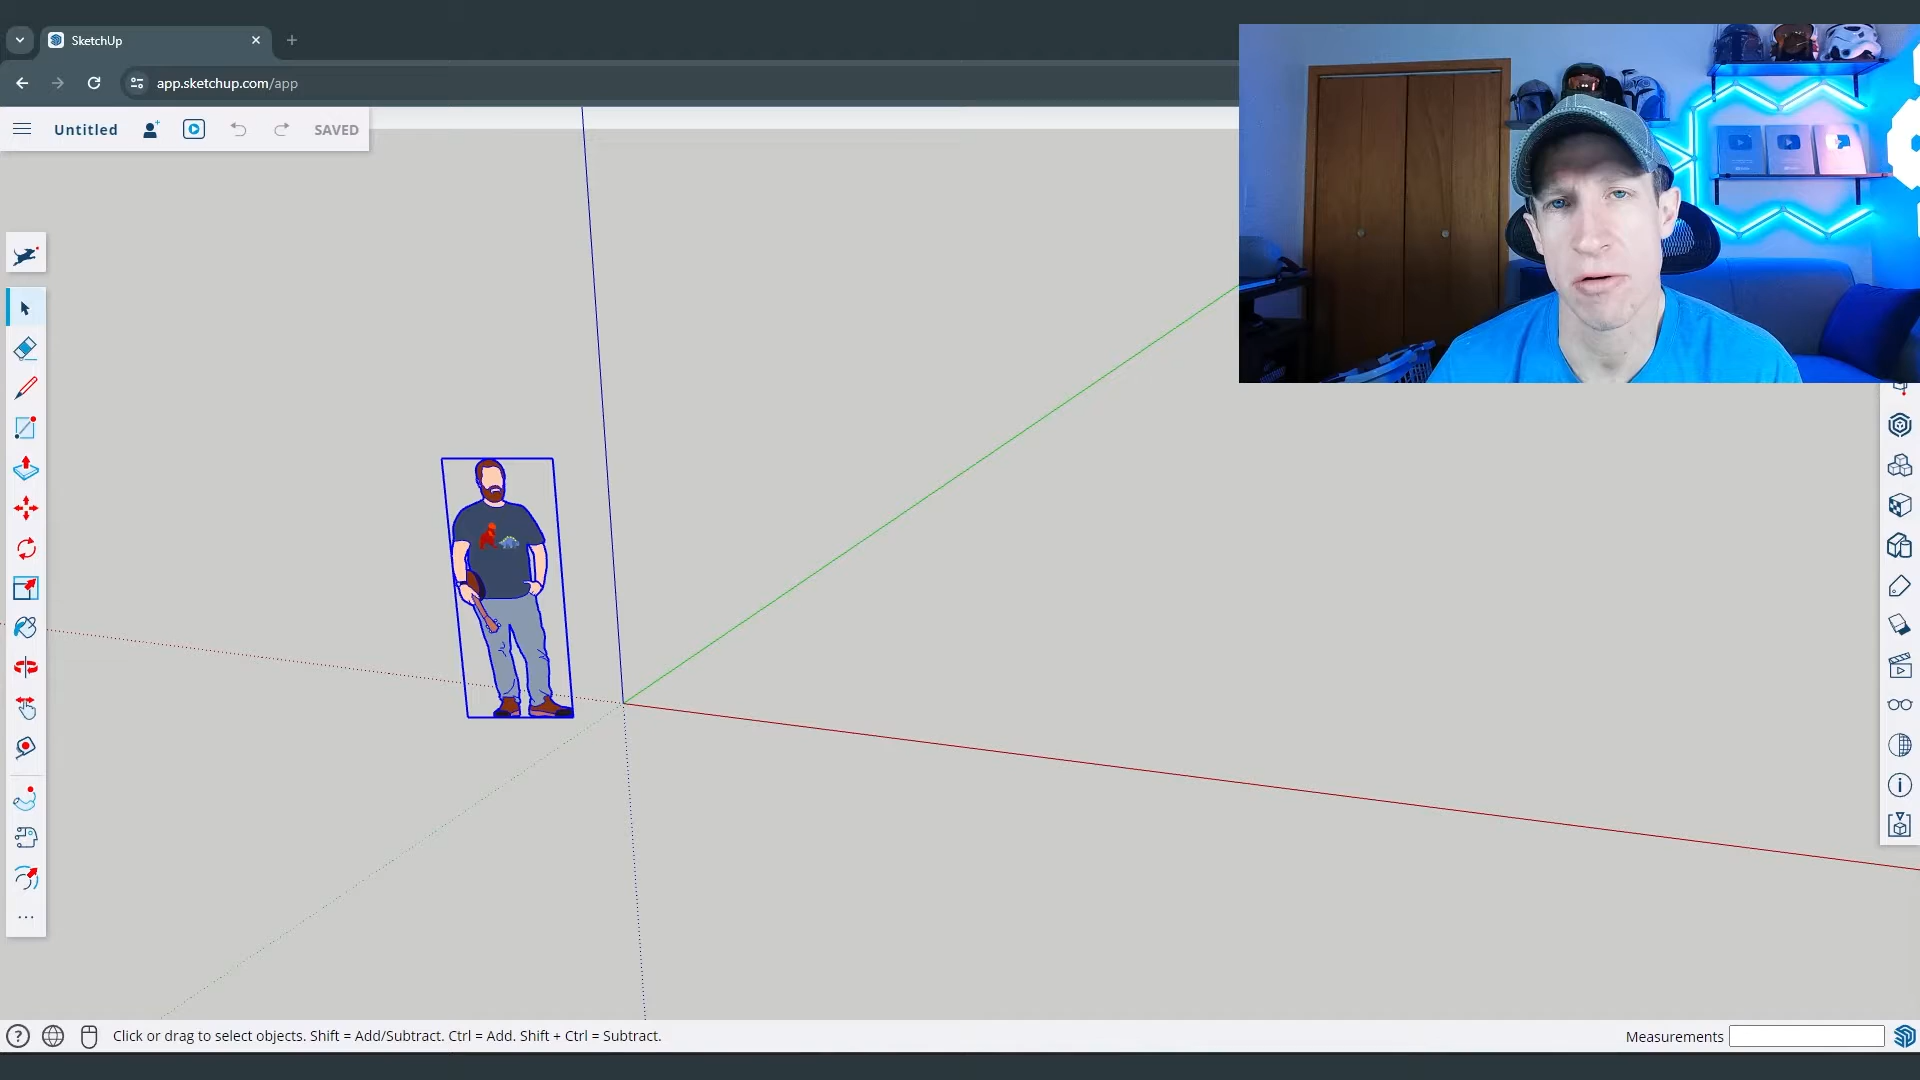 SketchUp
app.sketchup.com/app
Untitled
SAVED
Click or drag to select objects. Shift = Add/Subtract. Ctrl = Add. Shift + Ctrl = Subtract.
Measurements